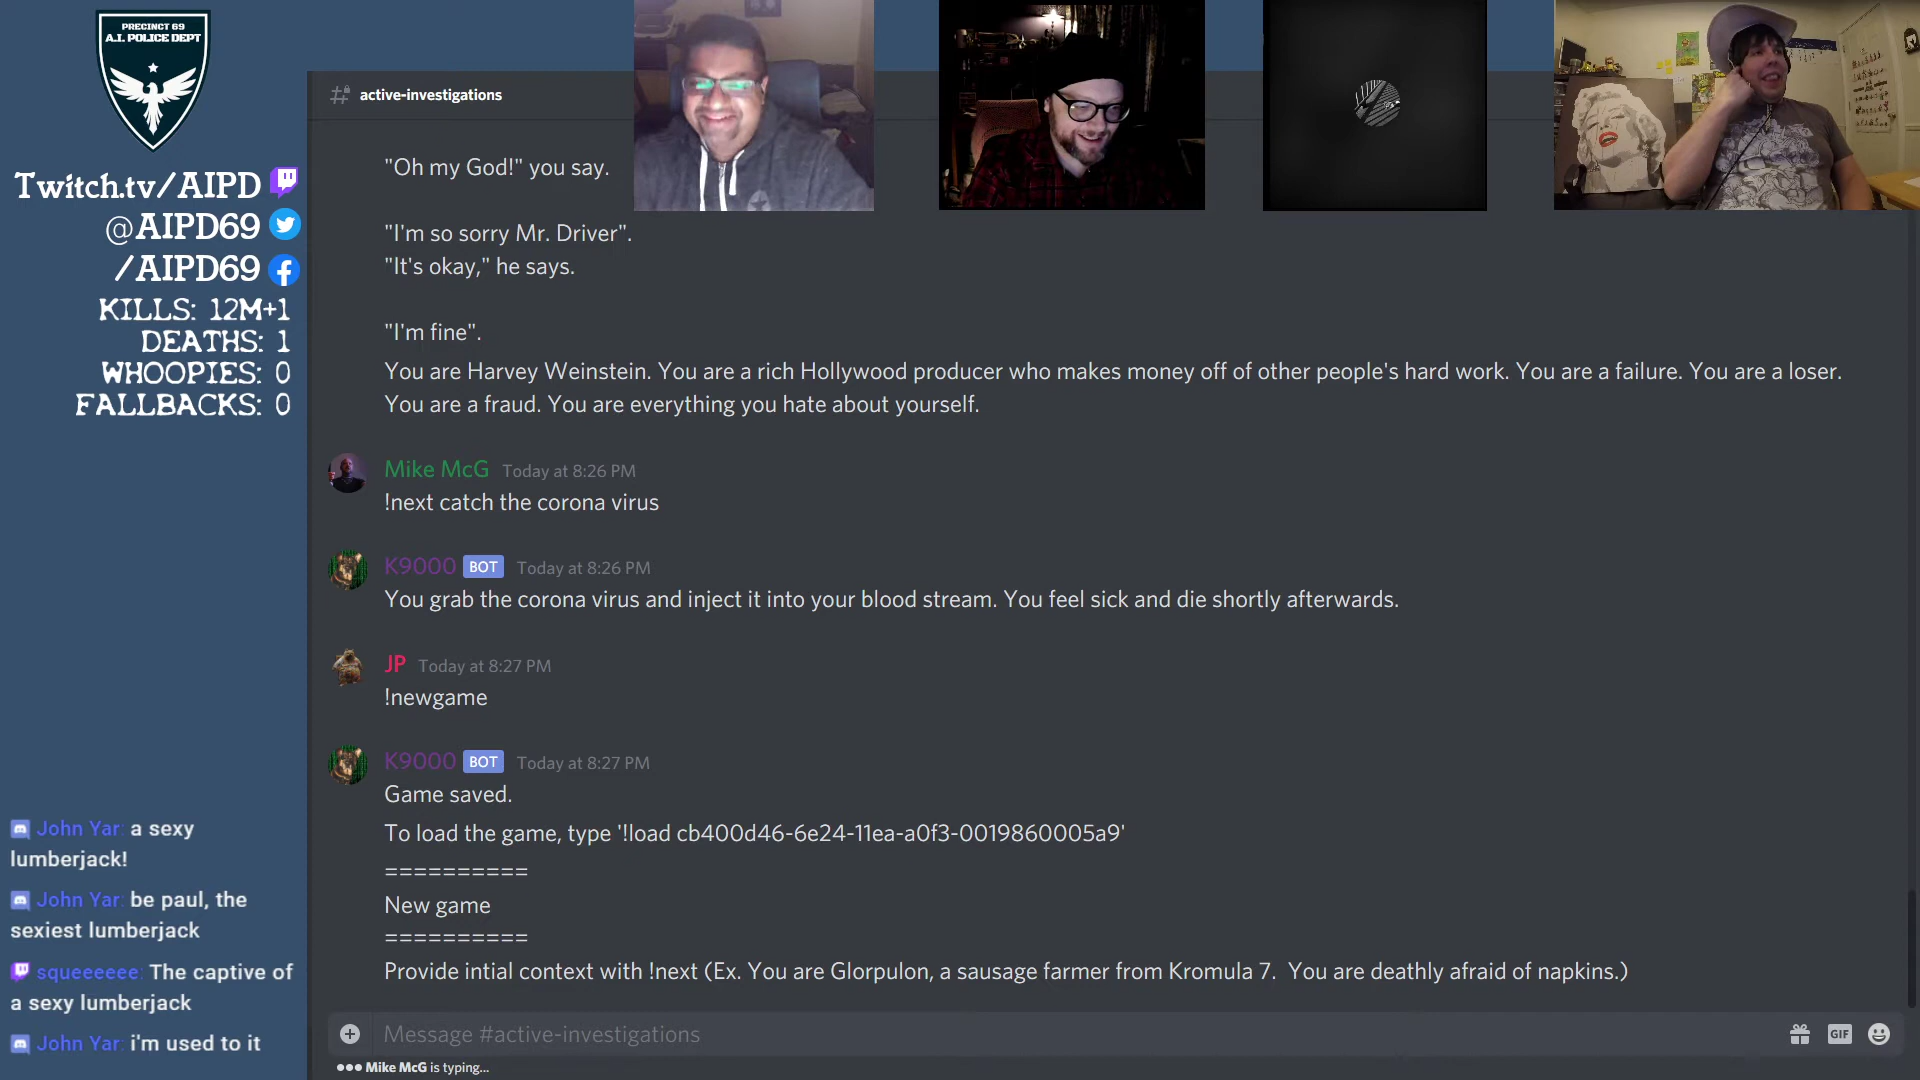 PRECINCT 69
A.I. POLICE DEPT
Twitch.tv/AIPD
@AIPD69
/AIPD69
KILLS: 12M+1
DEATHS: 1
WHOOPIES: 0
FALLBACKS: 0
John Yar: a sexy
lumberjack!
John Yar: be paul, the
sexiest lumberjack
squeeeeee: The captive of
a sexy lumberjack
John Yar: i'm used to it
active-investigations
"Oh my God!" you say.
"I'm so sorry Mr. Driver".
"It's okay," he says.
"I'm fine".
You are Harvey Weinstein. You are a rich Hollywood producer who makes money off of other people's hard work. You are a failure. You are a loser.
You are a fraud. You are everything you hate about yourself.
Mike McG Today at 8:26 PM
!next catch the corona virus
K9000 BOT Today at 8:26 PM
You grab the corona virus and inject it into your blood stream. You feel sick and die shortly afterwards.
JP Today at 8:27 PM
!newgame
K9000 BOT Today at 8:27 PM
Game saved.
To load the game, type '!load cb400d46-6e24-11ea-a0f3-0019860005a9'
==========
New game
==========
Provide intial context with !next (Ex. You are Glorpulon, a sausage farmer from Kromula 7. You are deathly afraid of napkins.)
Message #active-investigations
GIF
Mike McG is typing...